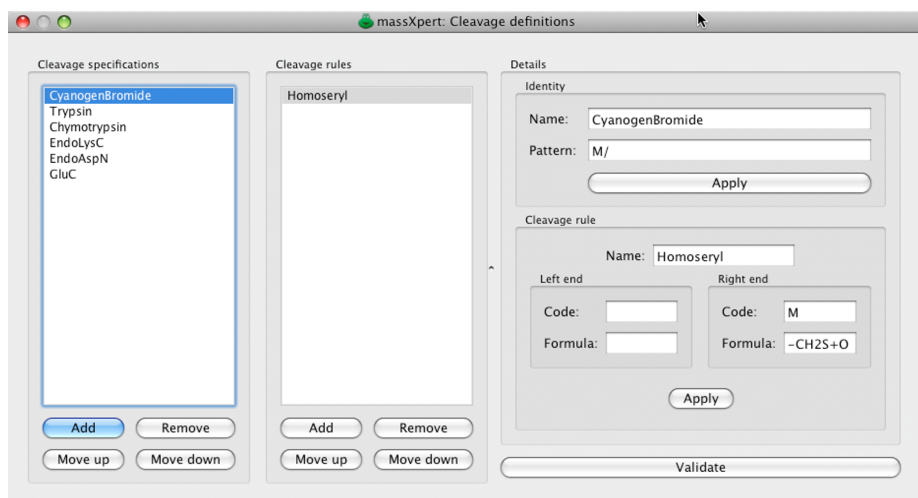 massXpert: Cleavage definitions
Cleavage specifications
CyanogenBromide
Trypsin
Chymotrypsin
EndoLysC
EndoAspN
GluC
Add Remove
Move up Move down
Cleavage rules
Homoseryl
Add Remove
Move up Move down
Details
Identity
Name: CyanogenBromide
Pattern: M/
Apply
Cleavage rule
Name: Homoseryl
Left end
Code:
Formula:
Right end
Code: M
Formula: -CH2S+O
Apply
Validate